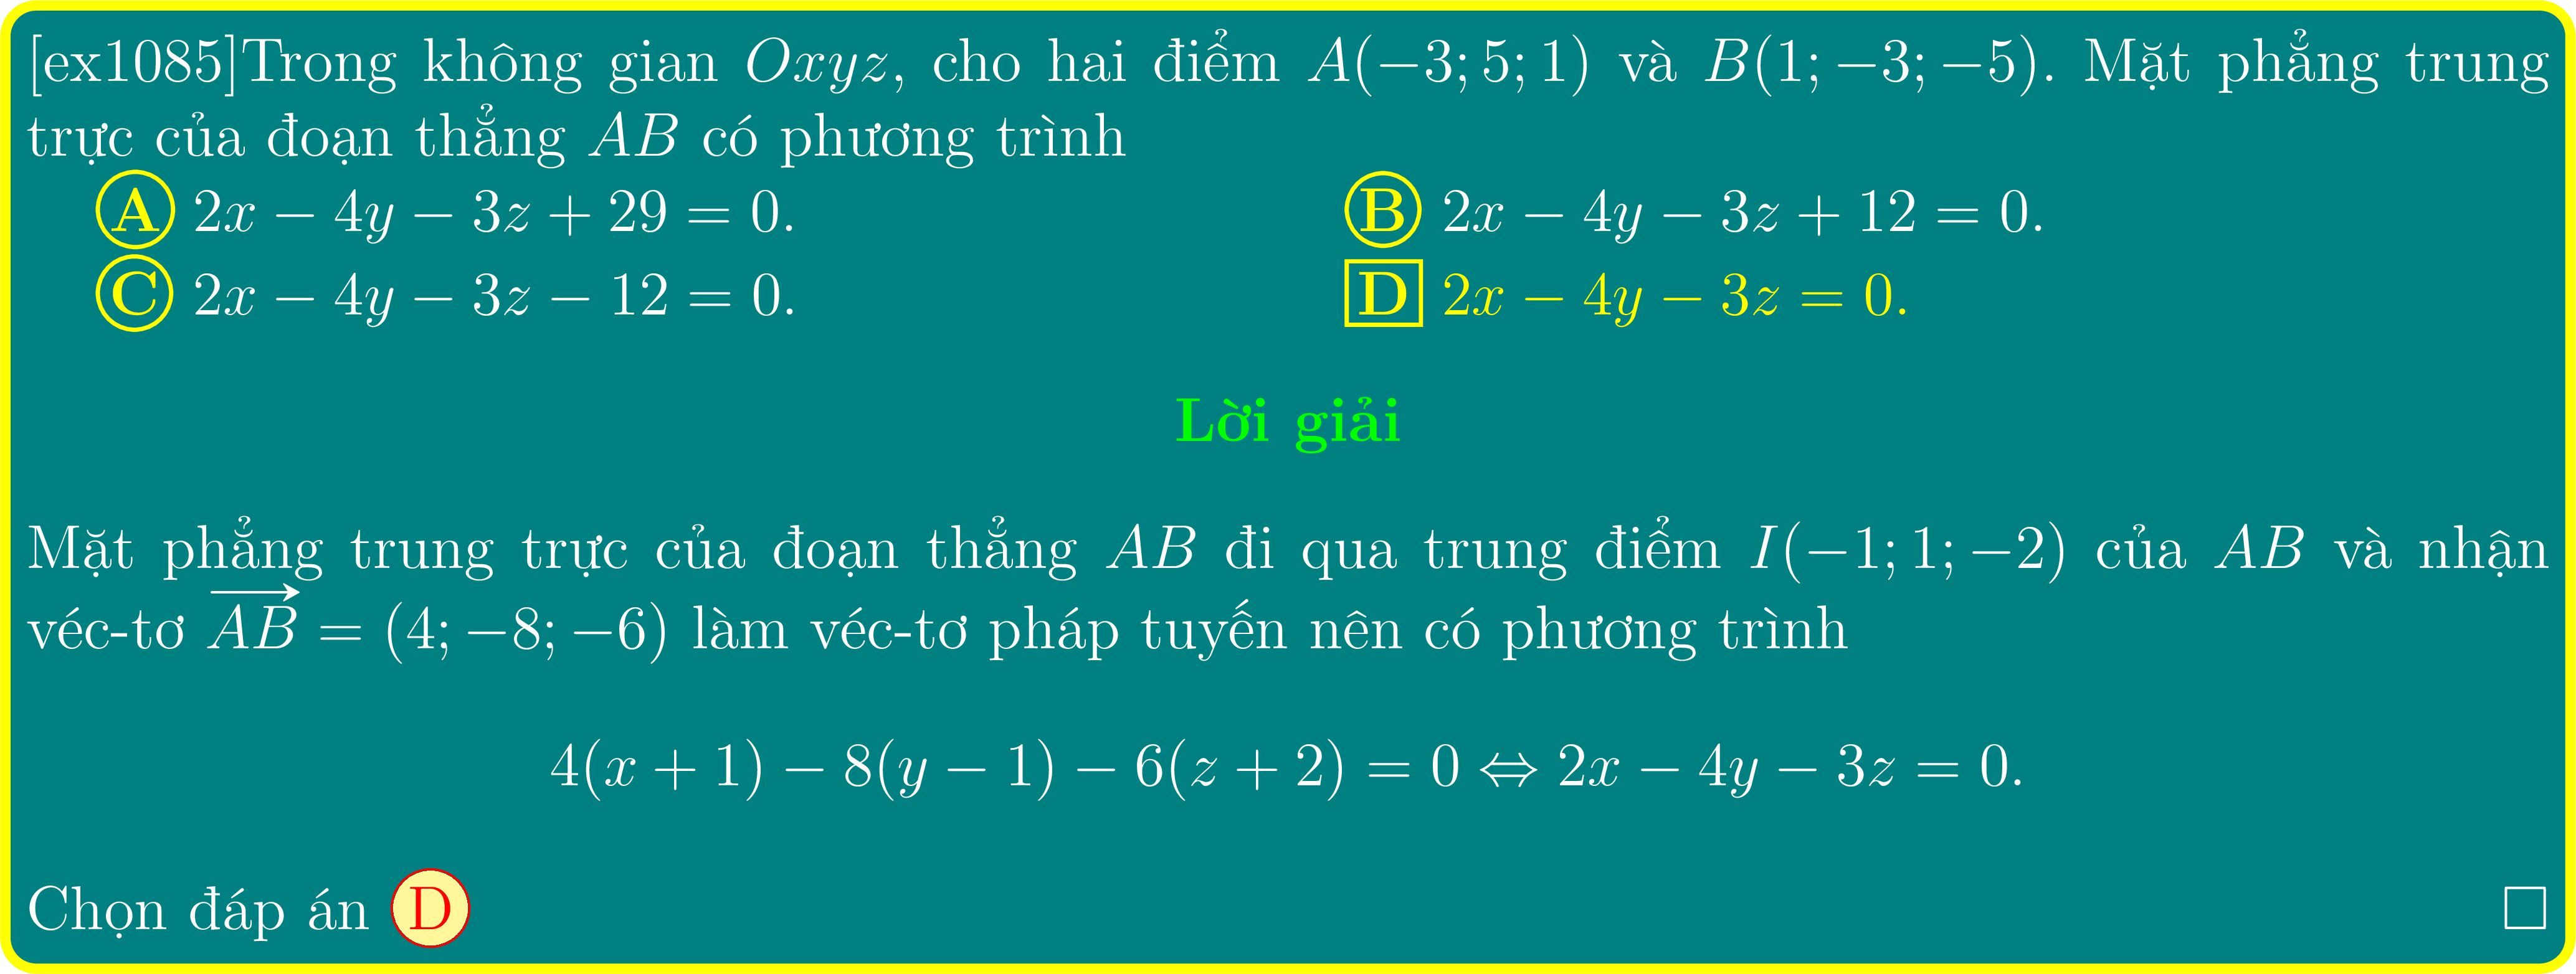 [ex1085]Trong không gian Oxyz, cho hai điểm A(−3; 5; 1) và B(1; −3; −5). Mặt phẳng trung
trực của đoạn thẳng AB có phương trình
A 2x − 4y − 3z + 29 = 0. B 2x − 4y − 3z + 12 = 0.
C 2x − 4y − 3z − 12 = 0. D 2x − 4y − 3z = 0.
Lời giải
Mặt phẳng trung trực của đoạn thẳng AB đi qua trung điểm I(−1; 1; −2) của AB và nhận
véc-tơ \overrightarrow{AB} = (4; −8; −6) làm véc-tơ pháp tuyến nên có phương trình
4(x + 1) − 8(y − 1) − 6(z + 2) = 0 ⇔ 2x − 4y − 3z = 0.
Chọn đáp án D □